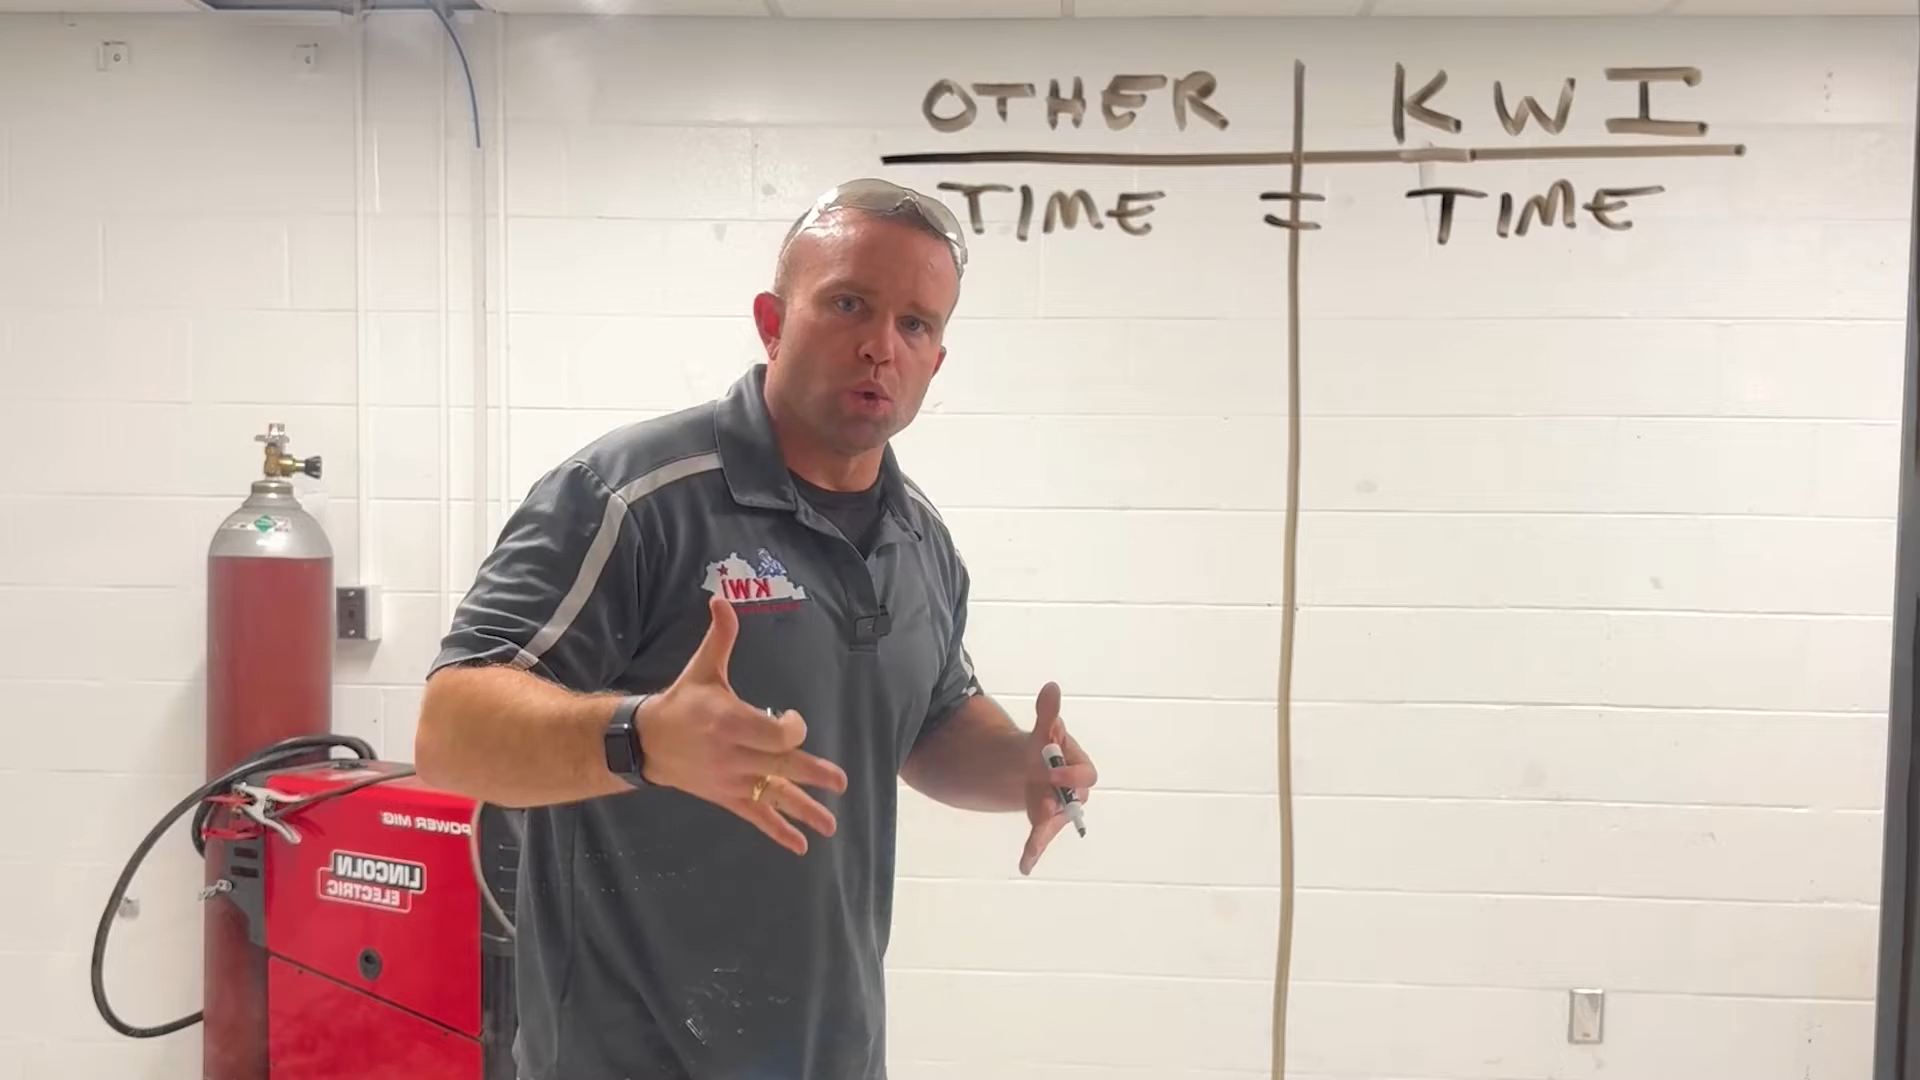 OTHER | KWI
TIME = TIME
KWI
POWER MIG
LINCOLN
ELECTRIC